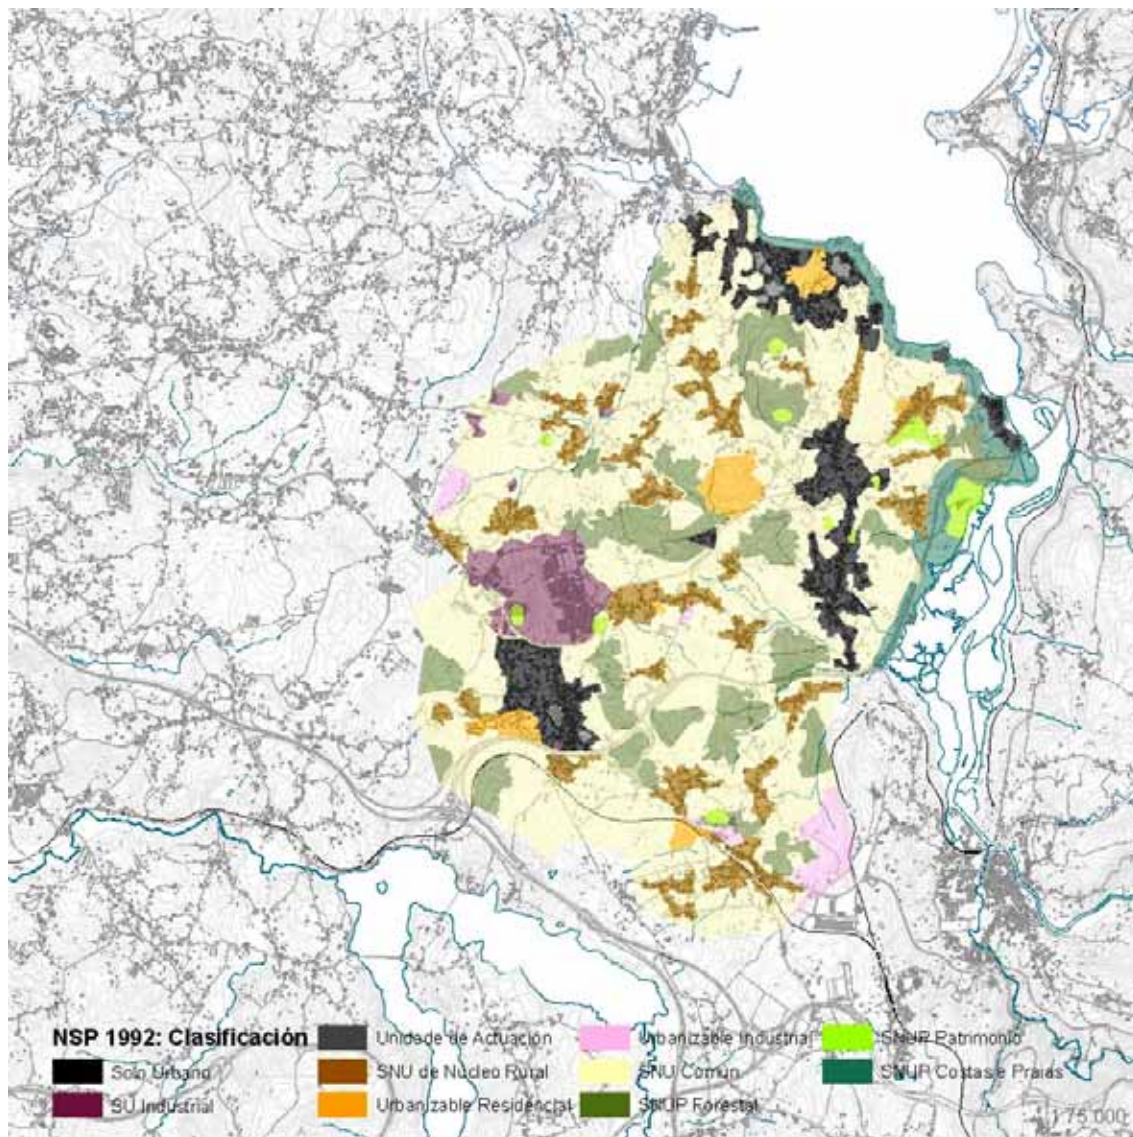 NSP 1992: Clasificación
Solo Urbano
SU Industrial
Unidade de Actuación
SNU de Núcleo Rural
Urbanizable Residencial
Urbanizable Industrial
SNU Común
SNUP Forestal
SNUP Patrimonio
SNUP Costas e Praias
1:75.000